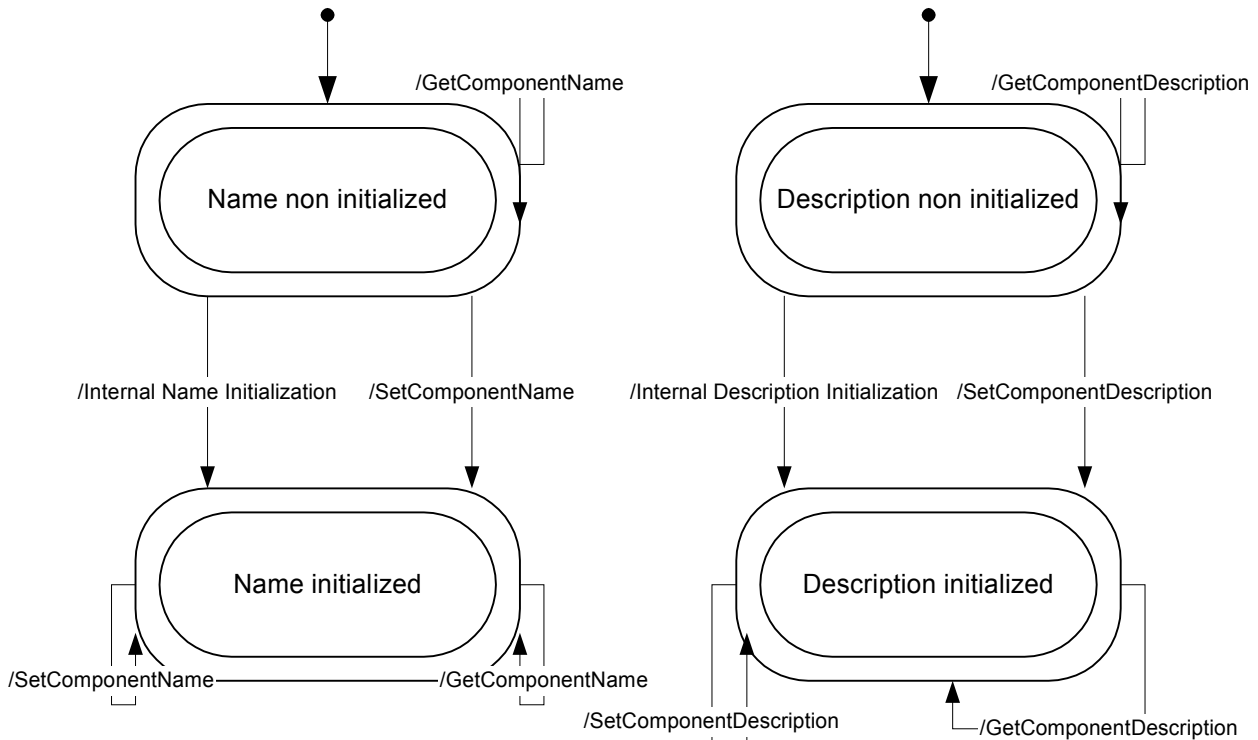 /GetComponentName
/GetComponentDescription
Name non initialized
Description non initialized
/Internal Name Initialization
/SetComponentName
/Internal Description Initialization
/SetComponentDescription
Name initialized
Description initialized
/SetComponentName
/GetComponentName
/SetComponentDescription
/GetComponentDescription